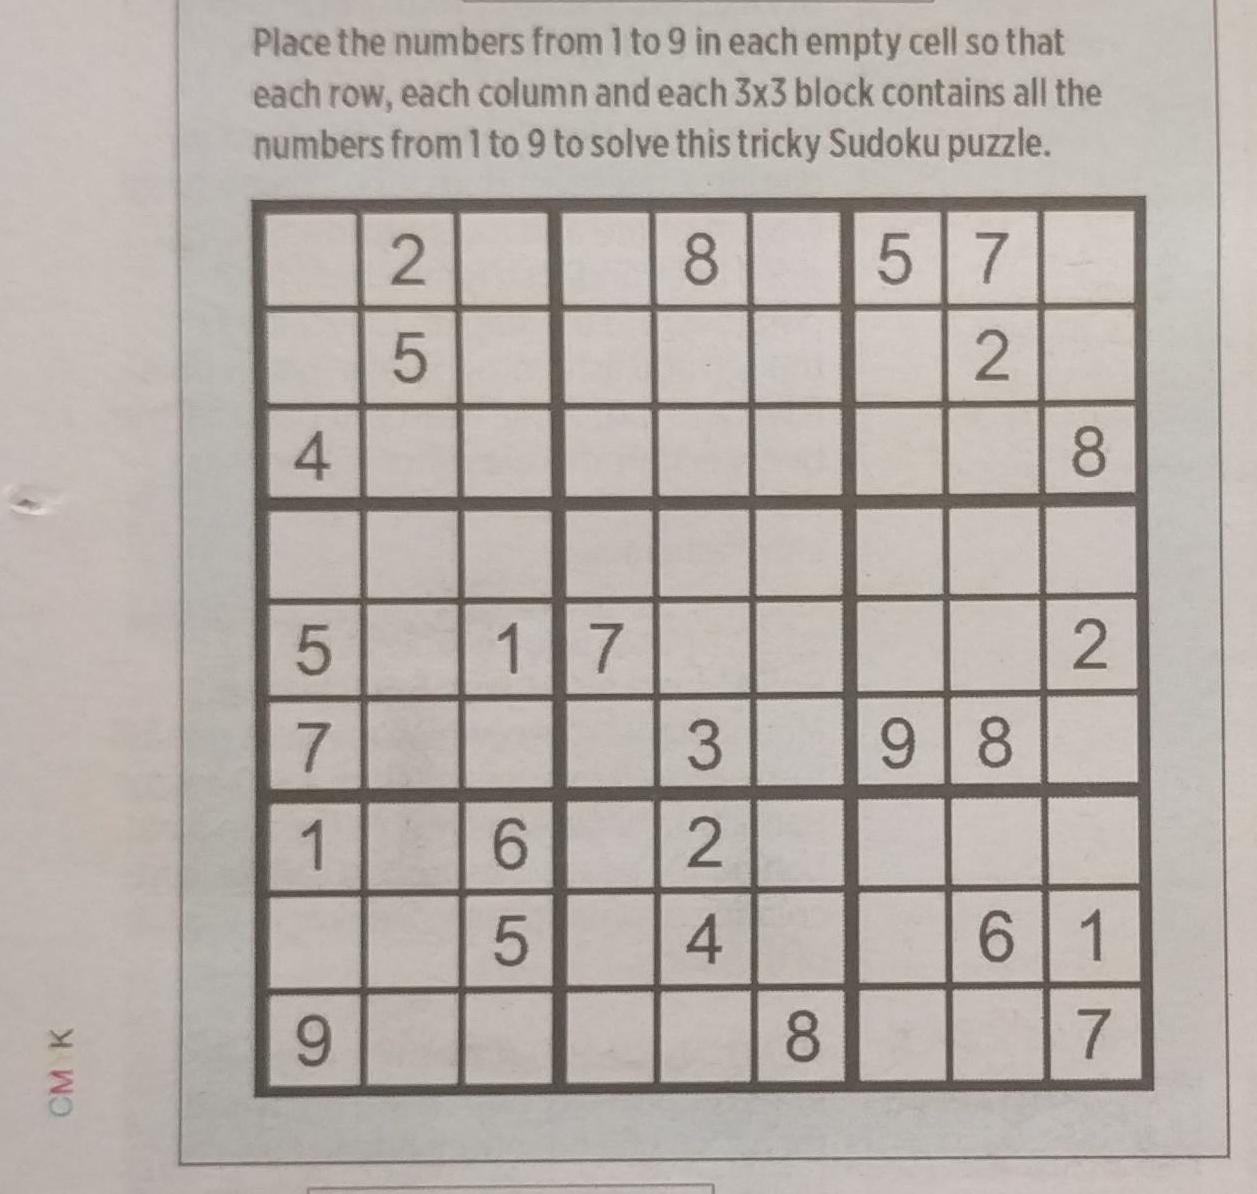 Place the numbers from 1 to 9 in each empty cell so that
each row, each column and each 3x3 block contains all the
numbers from 1 to 9 to solve this tricky Sudoku puzzle.
2 8 5 7
5 2
4 8
5 1 7 2
7 3 9 8
1 6 2
5 4 6 1
9 8 7
CMYK